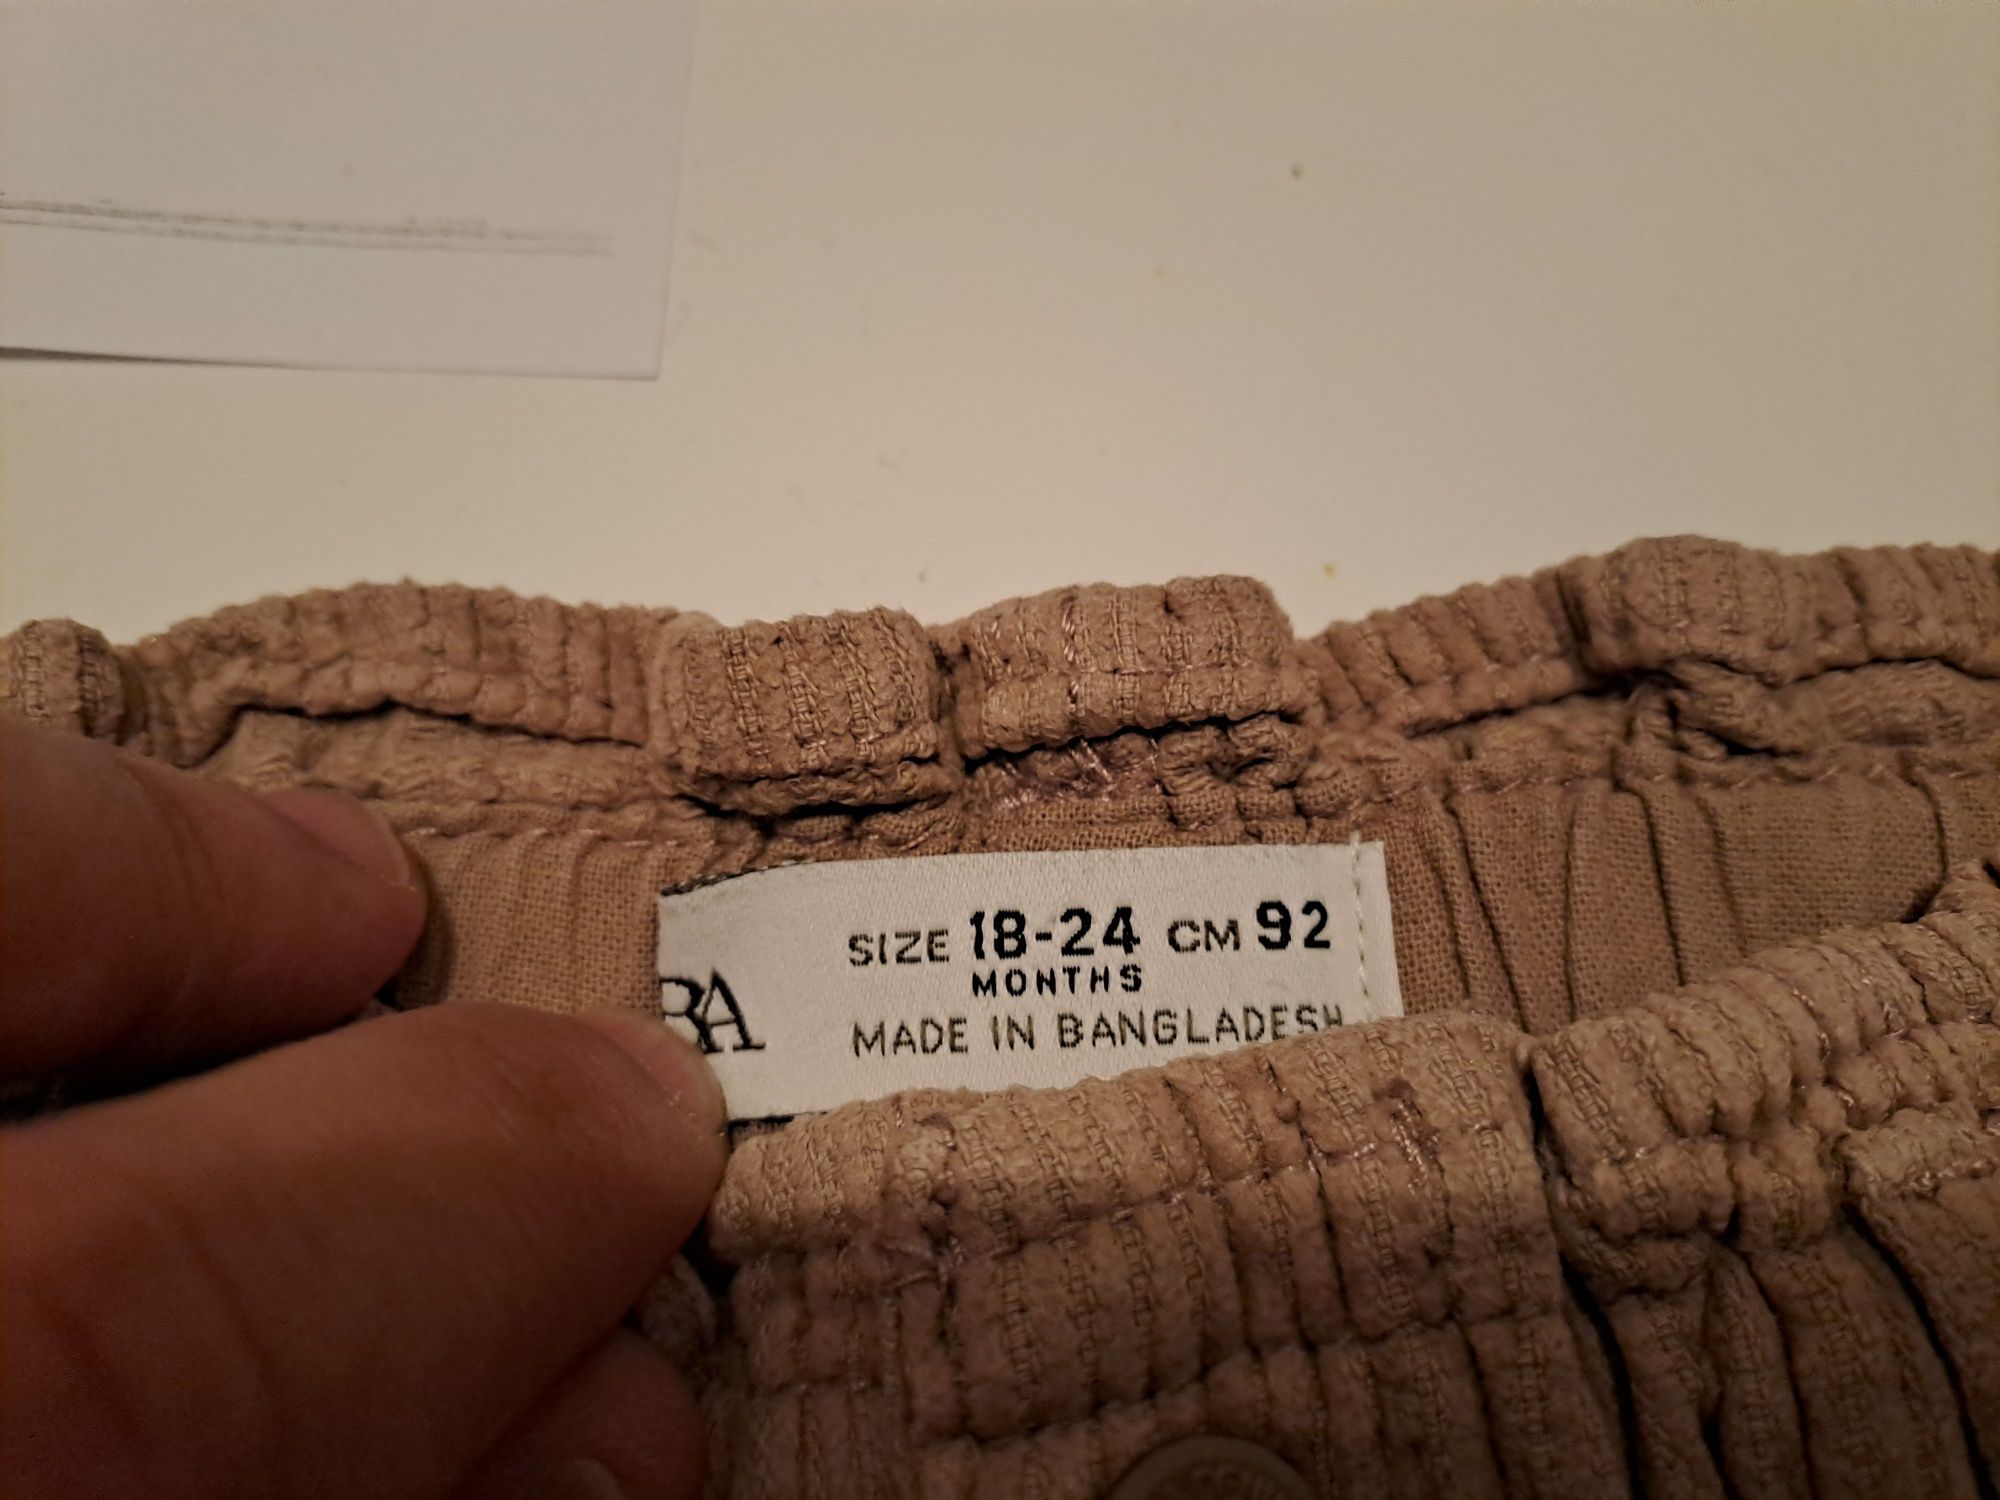 SIZE 18-24 CM 92
MONTHS
RA
MADE IN BANGLADESH